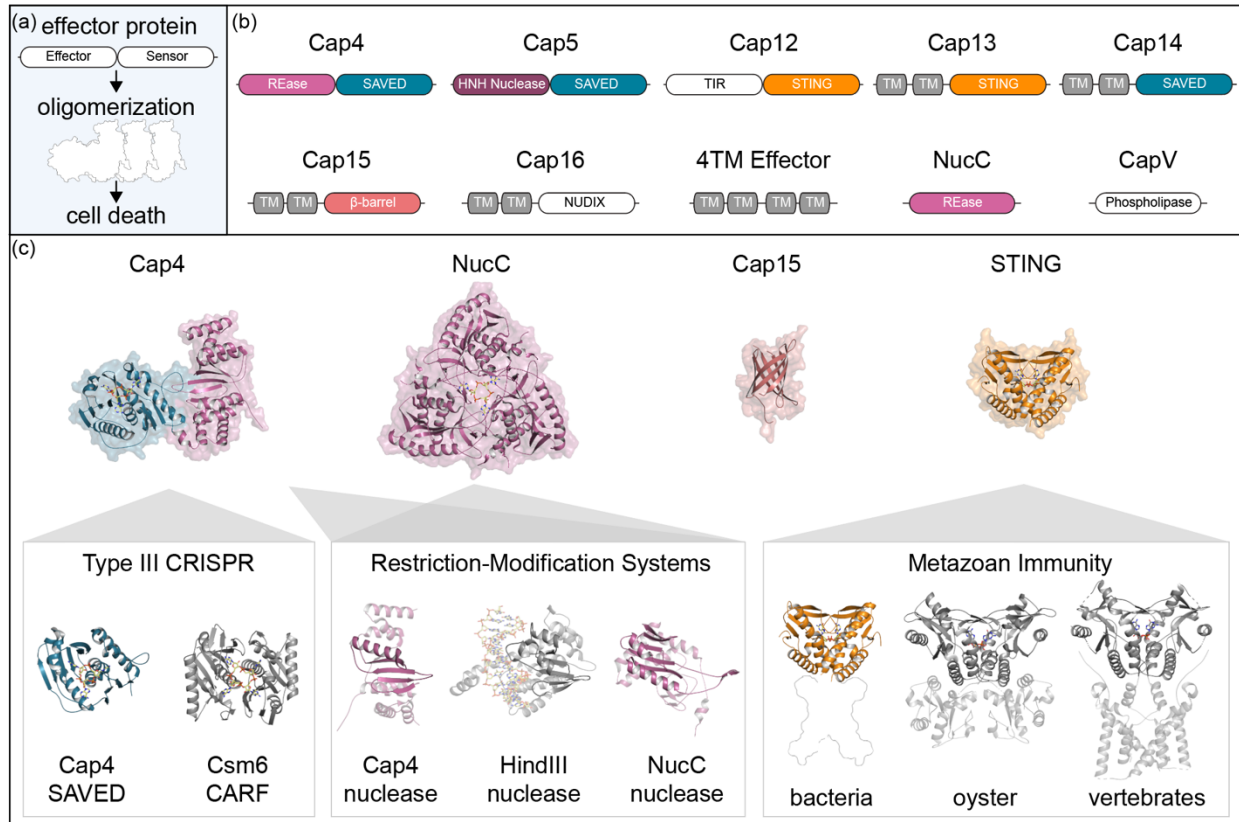 (a)
effector protein
Effector Sensor
oligomerization
cell death
(b)
Cap4 Cap5 Cap12 Cap13 Cap14
REase SAVED HNH Nuclease SAVED TIR STING TM TM STING TM TM SAVED
Cap15 Cap16 4TM Effector NucC CapV
TM TM β-barrel TM TM NUDIX TM TM TM TM REase Phospholipase
(c)
Cap4 NucC Cap15 STING
Type III CRISPR Restriction-Modification Systems Metazoan Immunity
Cap4 Csm6 Cap4 HindIII NucC
SAVED CARF nuclease nuclease nuclease
bacteria oyster vertebrates